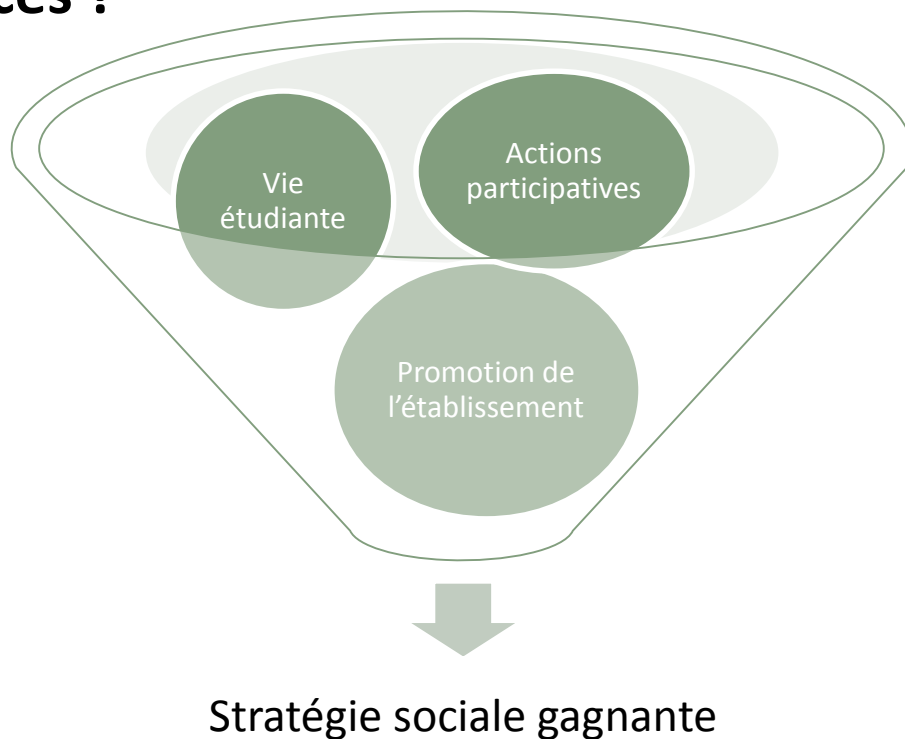 Vie
étudiante
Actions
participatives
Promotion de
l’établissement
Stratégie sociale gagnante